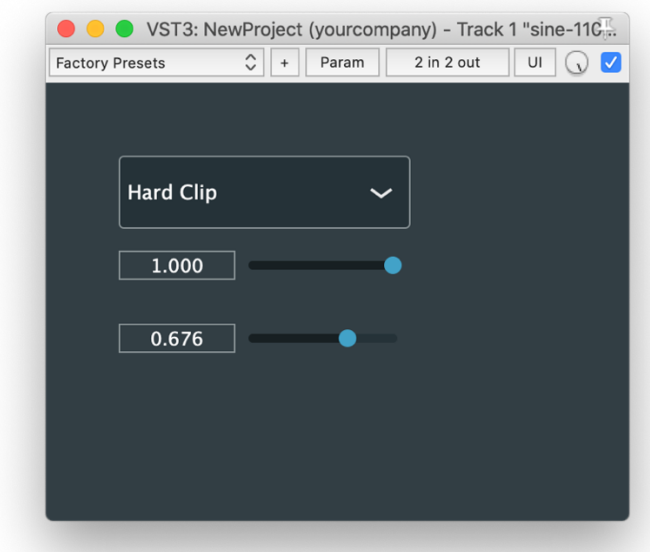 VST3: NewProject (yourcompany) - Track 1 "sine-110...
Factory Presets + Param 2 in 2 out UI
Hard Clip
1.000
0.676